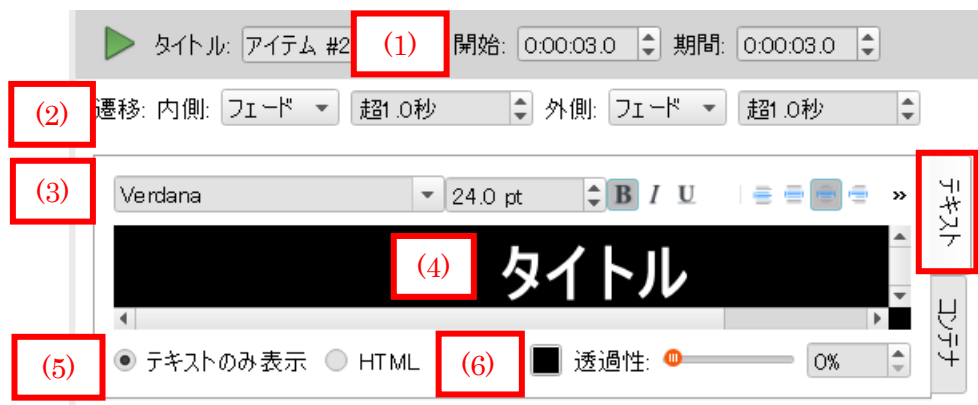 タイトル: アイテム #2 (1) 開始: 0:00:03.0 期間: 0:00:03.0
(2) 遷移: 内側: フェード 超1.0秒 外側: フェード 超1.0秒
(3) Verdana 24.0 pt B I U »
テキスト
(4) タイトル
コンテナ
(5) テキストのみ表示 HTML (6) 透過性: 0%